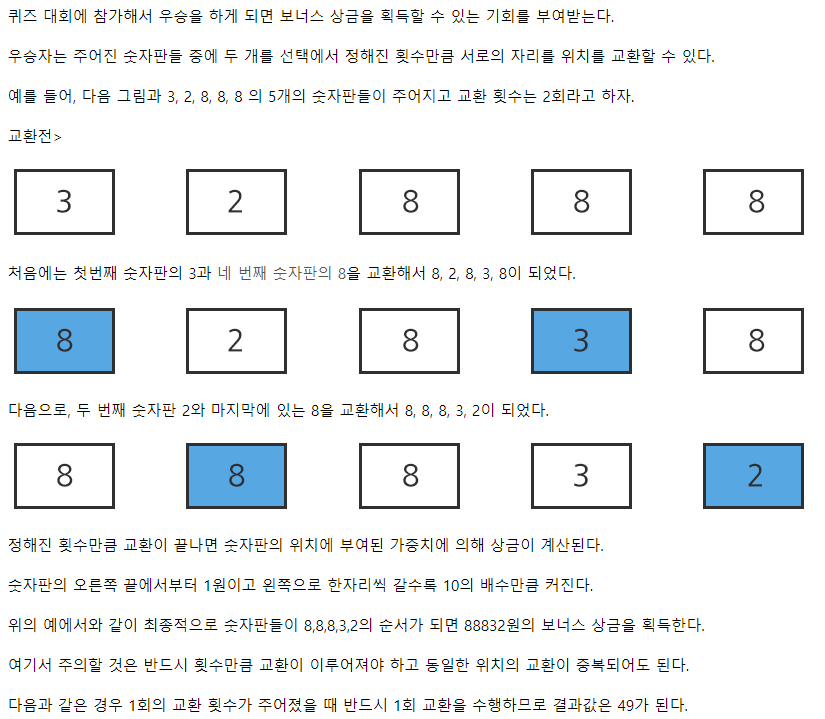 퀴즈 대회에 참가해서 우승을 하게 되면 보너스 상금을 획득할 수 있는 기회를 부여받는다.
우승자는 주어진 숫자판들 중에 두 개를 선택에서 정해진 횟수만큼 서로의 자리를 위치를 교환할 수 있다.
예를 들어, 다음 그림과 3, 2, 8, 8, 8 의 5개의 숫자판들이 주어지고 교환 횟수는 2회라고 하자.
교환전>
3 2 8 8 8
처음에는 첫번째 숫자판의 3과 네 번째 숫자판의 8을 교환해서 8, 2, 8, 3, 8이 되었다.
8 2 8 3 8
다음으로, 두 번째 숫자판 2와 마지막에 있는 8을 교환해서 8, 8, 8, 3, 2이 되었다.
8 8 8 3 2
정해진 횟수만큼 교환이 끝나면 숫자판의 위치에 부여된 가중치에 의해 상금이 계산된다.
숫자판의 오른쪽 끝에서부터 1원이고 왼쪽으로 한자리씩 갈수록 10의 배수만큼 커진다.
위의 예에서와 같이 최종적으로 숫자판들이 8,8,8,3,2의 순서가 되면 88832원의 보너스 상금을 획득한다.
여기서 주의할 것은 반드시 횟수만큼 교환이 이루어져야 하고 동일한 위치의 교환이 중복되어도 된다.
다음과 같은 경우 1회의 교환 횟수가 주어졌을 때 반드시 1회 교환을 수행하므로 결과값은 49가 된다.